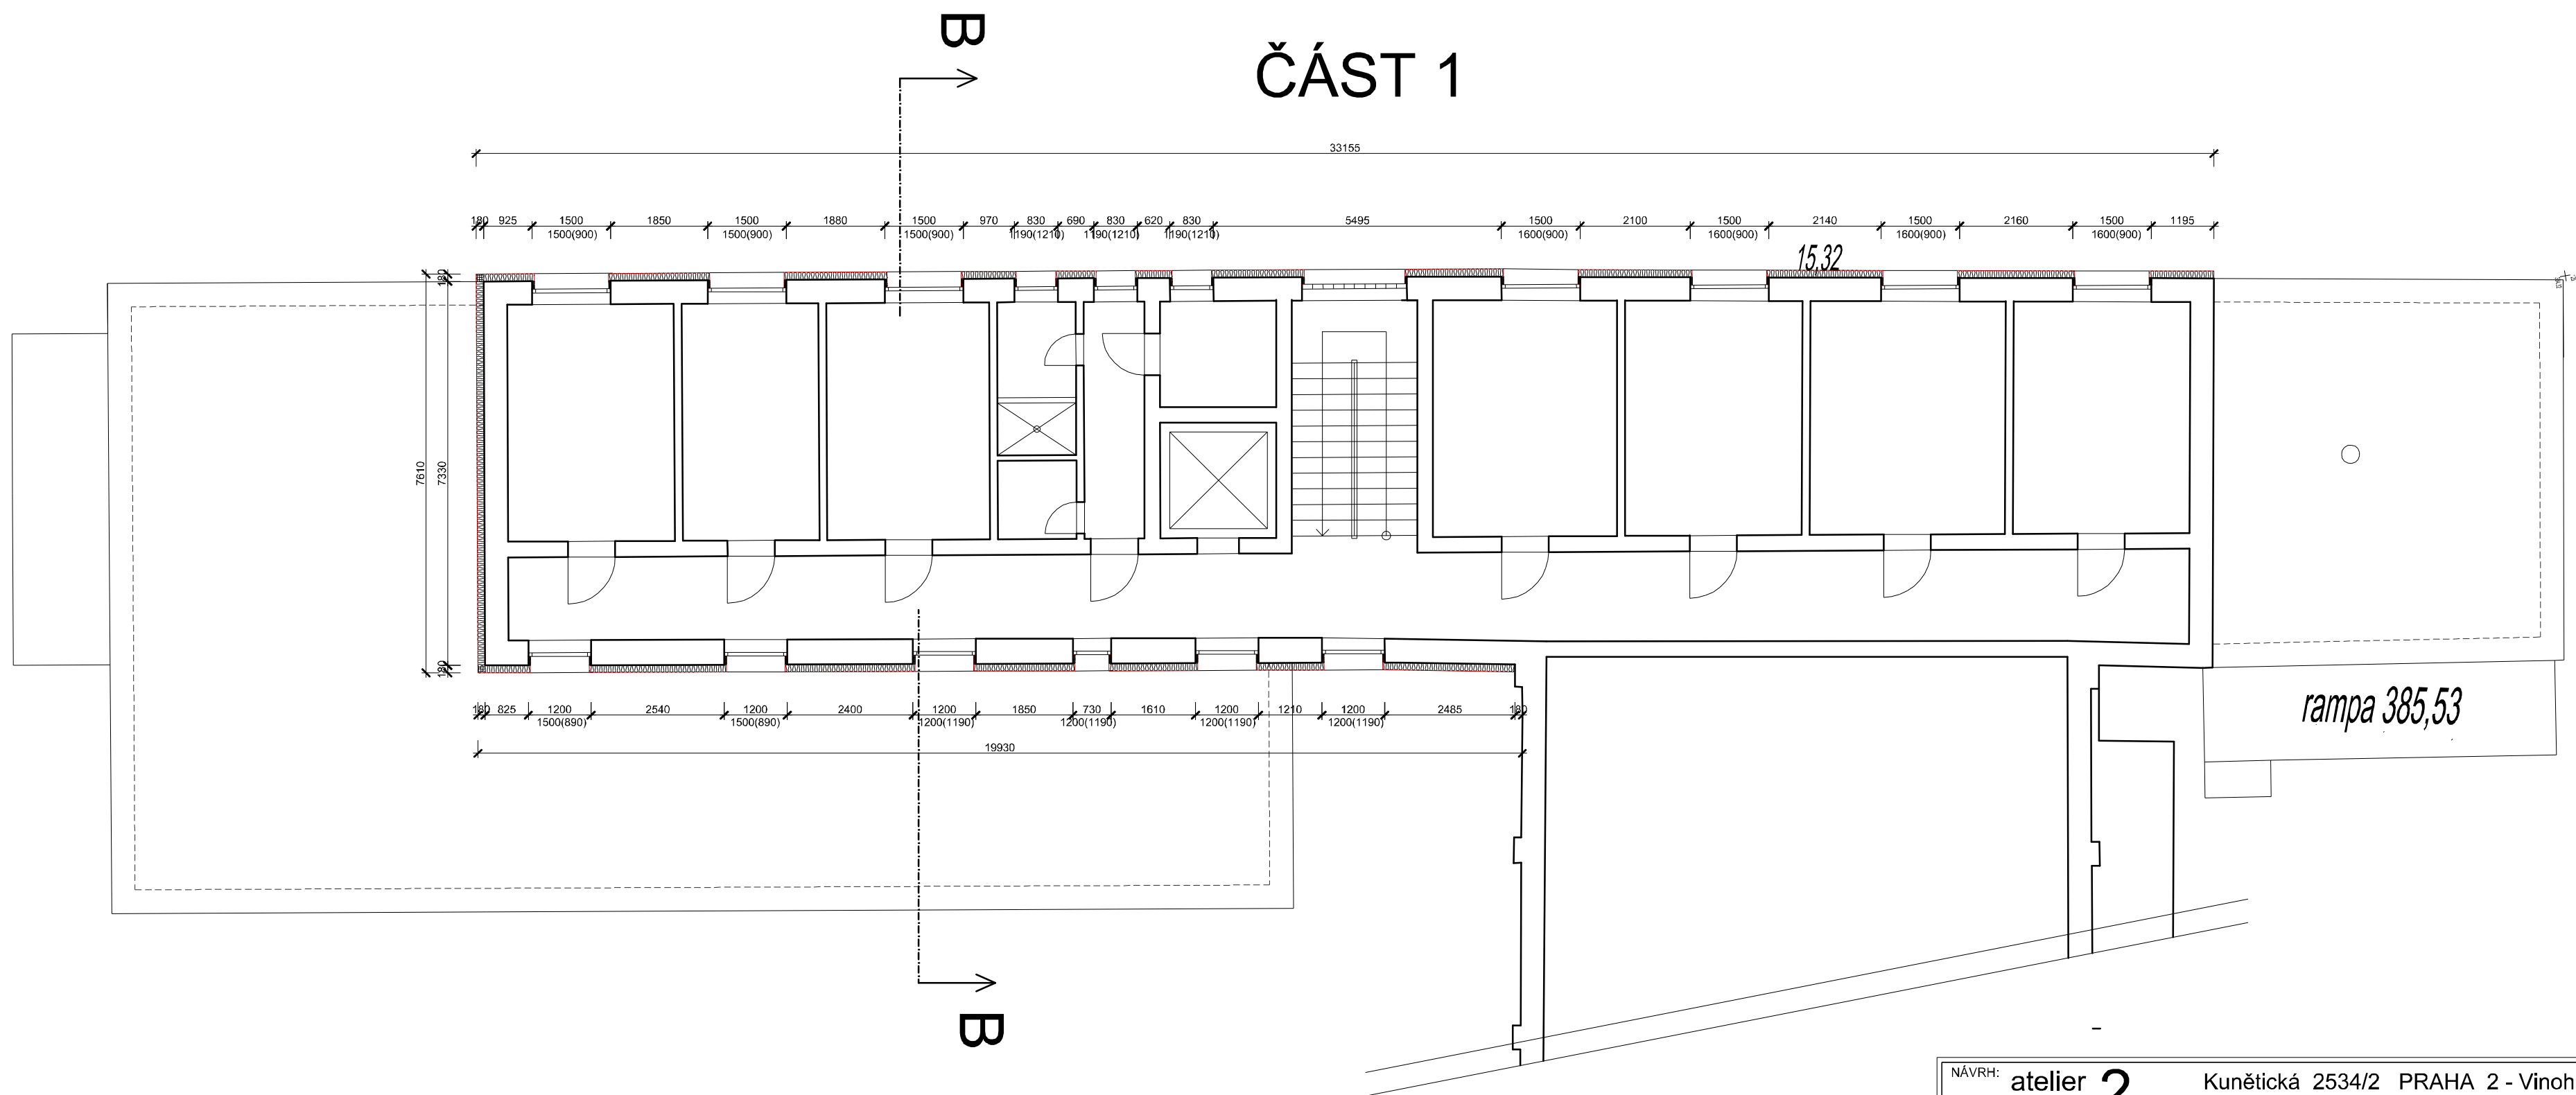 B
ČÁST 1
33155
180 925 1500 1850 1500 1880 1500 970 830 690 830 620 830 5495 1500 2100 1500 2140 1500 2160 1500 1195
1500(900) 1500(900) 1500(900) 1190(1210) 1190(1210) 1190(1210) 1600(900) 1600(900) 1600(900) 1600(900)
15,32
180
7610
7330
180
180 825 1200 2540 1200 2400 1200 1850 730 1610 1200 1210 1200 2485 180
1500(890) 1500(890) 1200(1190) 1200(1190) 1200(1190) 1200(1190)
19930
rampa 385,53
B
NÁVRH: atelier 2 Kunětická 2534/2 PRAHA 2 - Vinoh